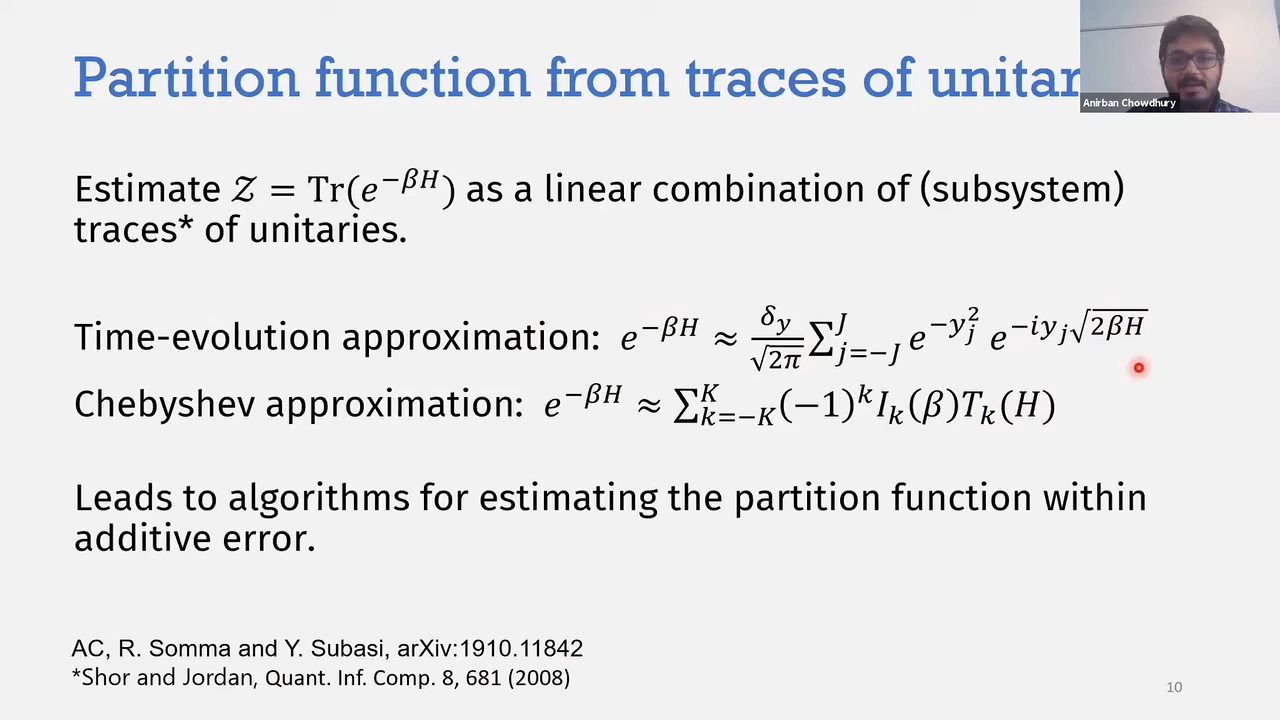 Partition function from traces of
Anirban Chowdhury
Estimate 𝒵 = Tr(e^{−βH}) as a linear combination of (subsystem)
traces* of unitaries.
Time-evolution approximation: e^{−βH} ≈ \frac{δ_y}{√2π} ∑_{j=−J}^{J} e^{−y_j^2} e^{−iy_j√{2βH}}
Chebyshev approximation: e^{−βH} ≈ ∑_{k=−K}^{K} (−1)^k I_k(β)T_k(H)
Leads to algorithms for estimating the partition function within
additive error.
AC, R. Somma and Y. Subasi, arXiv:1910.11842
*Shor and Jordan, Quant. Inf. Comp. 8, 681 (2008)
10